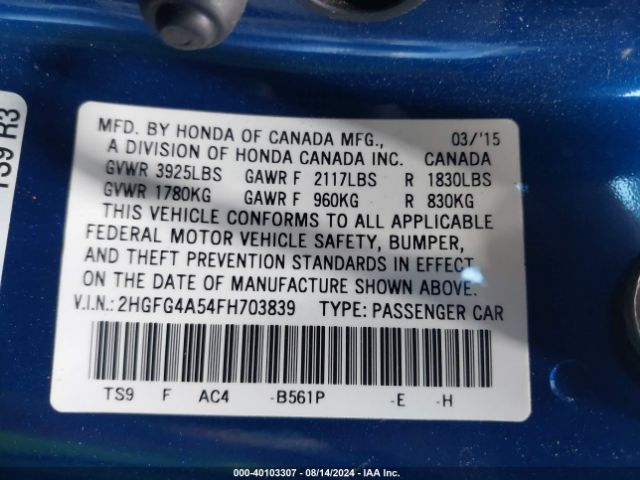 TS9 R3
MFD. BY HONDA OF CANADA MFG., 03/'15
A DIVISION OF HONDA CANADA INC. CANADA
GVWR 3925LBS GAWR F 2117LBS R 1830LBS
GVWR 1780KG GAWR F 960KG R 830KG
THIS VEHICLE CONFORMS TO ALL APPLICABLE
FEDERAL MOTOR VEHICLE SAFETY, BUMPER,
AND THEFT PREVENTION STANDARDS IN EFFECT
ON THE DATE OF MANUFACTURE SHOWN ABOVE.
V.I.N.: 2HGFG4A54FH703839 TYPE: PASSENGER CAR
TS9 F AC4 -B561P -E -H
000-40103307 - 08/14/2024 - IAA Inc.